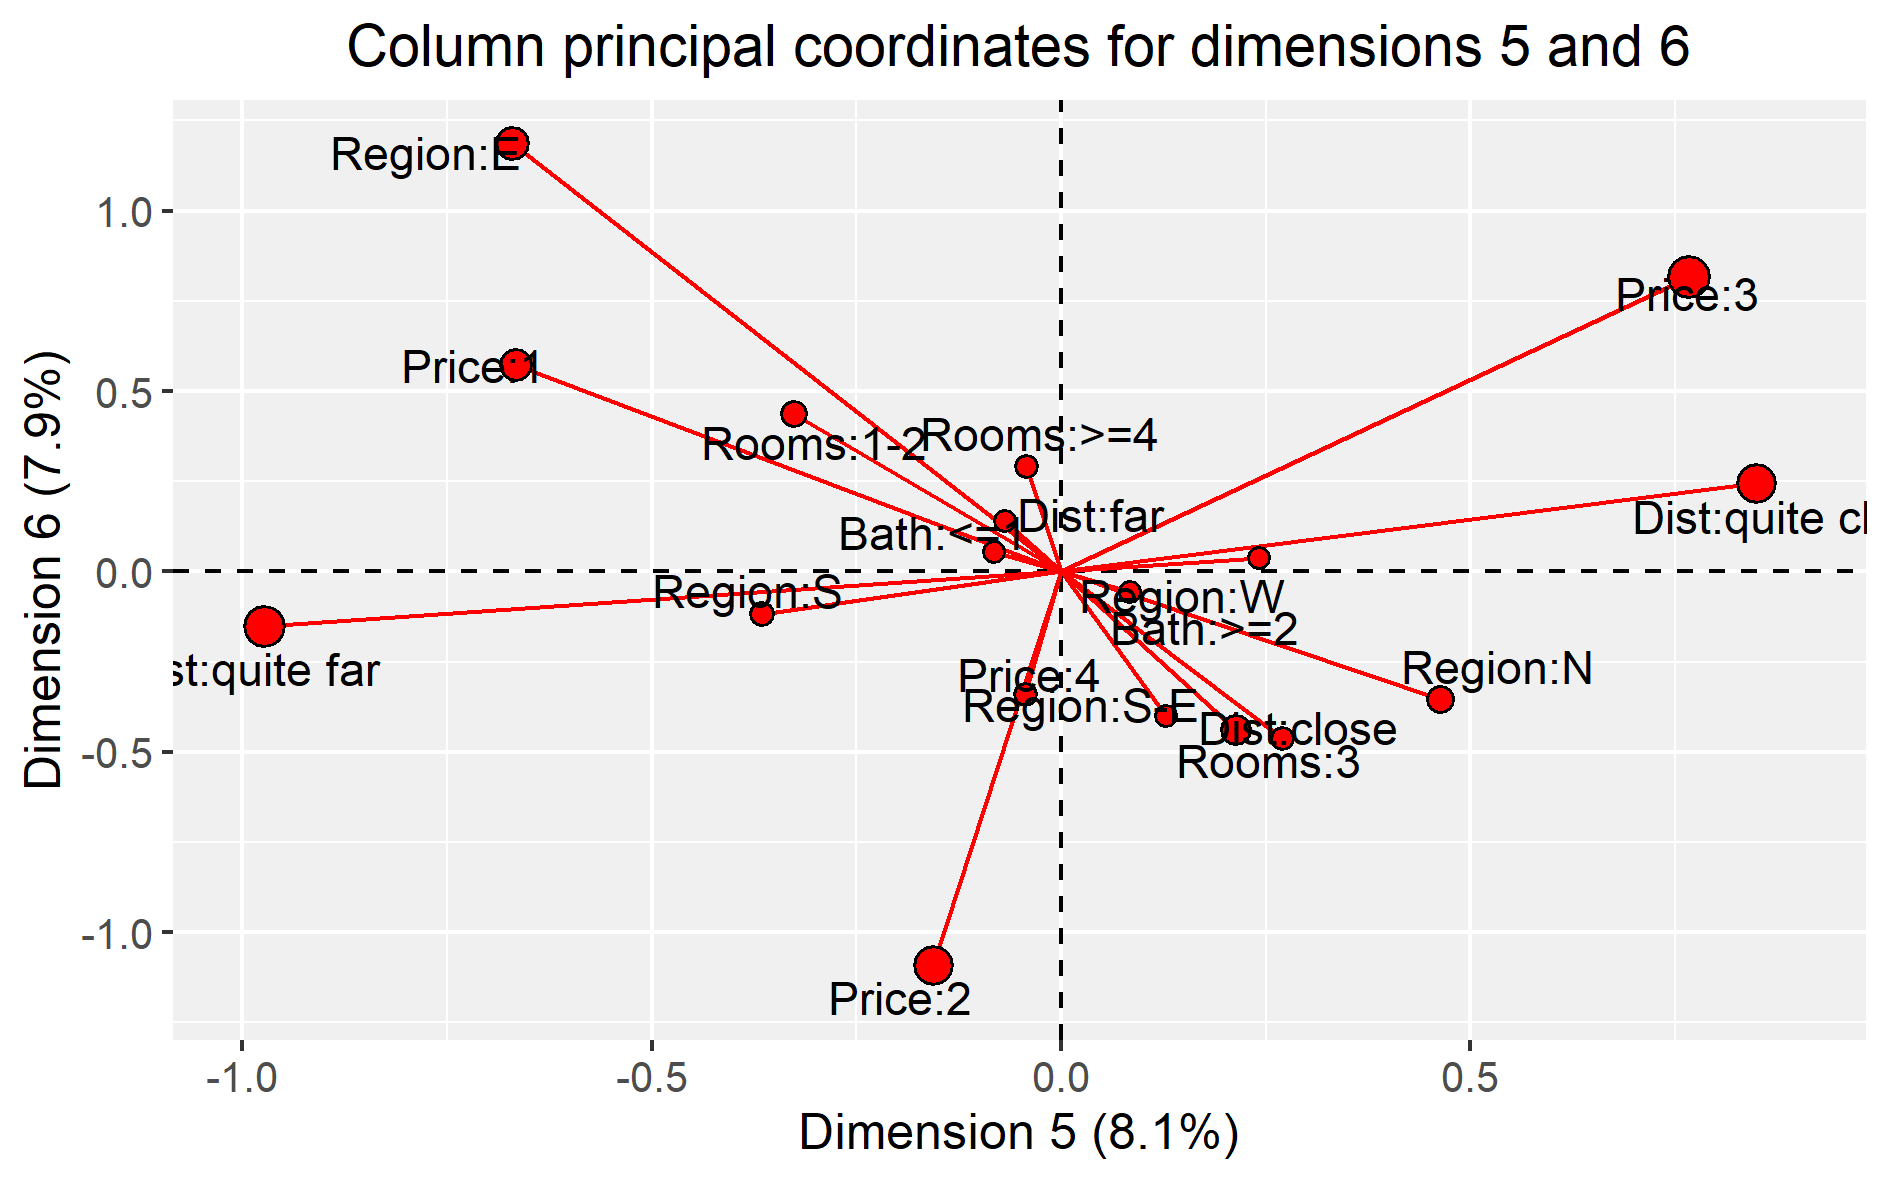 Column principal coordinates for dimensions 5 and 6
Region:E
1.0
Price:3
Price:1
0.5
Rooms:1-2
Rooms:>=4
Dist:far
Dist:quite cl
Bath:<=1
0.0
Region:S
Region:W
Bath:>=2
st:quite far
Price:4
Region:N
Region:S-E
Dist:close
-0.5
Rooms:3
-1.0
Price:2
-1.0
-0.5
0.0
0.5
Dimension 5 (8.1%)
Dimension 6 (7.9%)